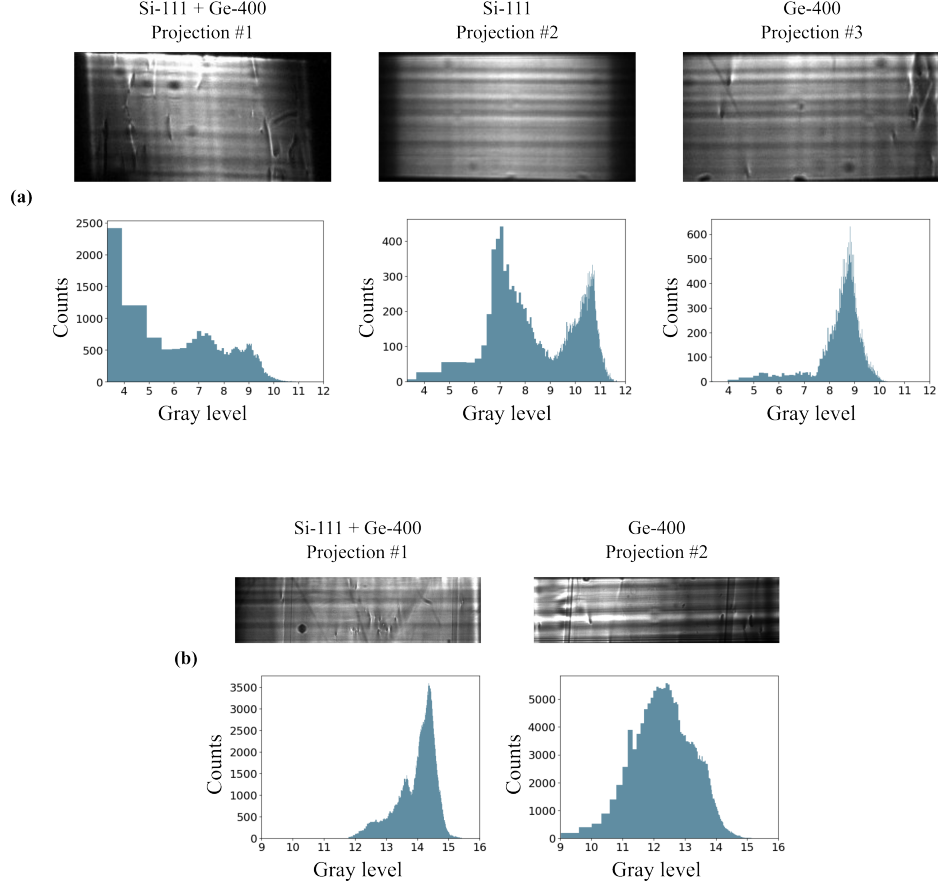 Si-111 + Ge-400
Projection #1
Si-111
Projection #2
Ge-400
Projection #3
(a)
Counts
2500
2000
1500
1000
500
0
4 5 6 7 8 9 10 11 12
Gray level
Counts
400
300
200
100
0
4 5 6 7 8 9 10 11 12
Gray level
Counts
600
500
400
300
200
100
0
4 5 6 7 8 9 10 11 12
Gray level
Si-111 + Ge-400
Projection #1
Ge-400
Projection #2
(b)
Counts
3500
3000
2500
2000
1500
1000
500
0
9 10 11 12 13 14 15 16
Gray level
Counts
5000
4000
3000
2000
1000
0
9 10 11 12 13 14 15 16
Gray level